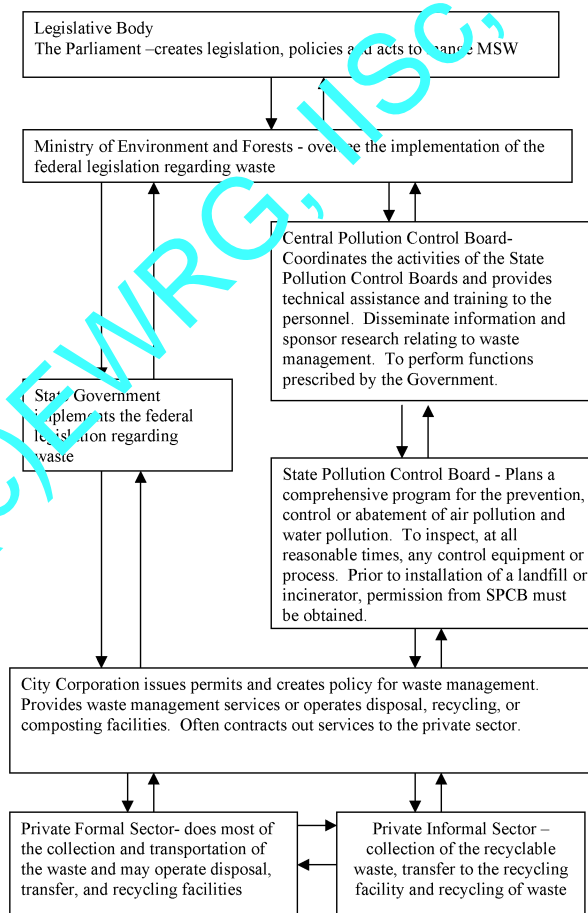 Legislative Body
The Parliament –creates legislation, policies and acts to change MSW
Ministry of Environment and Forests - oversee the implementation of the
federal legislation regarding waste
Central Pollution Control Board-
Coordinates the activities of the State
Pollution Control Boards and provides
technical assistance and training to the
personnel. Disseminate information and
sponsor research relating to waste
management. To perform functions
prescribed by the Government.
State Government
implements the federal
legislation regarding
waste
State Pollution Control Board - Plans a
comprehensive program for the prevention,
control or abatement of air pollution and
water pollution. To inspect, at all
reasonable times, any control equipment or
process. Prior to installation of a landfill or
incinerator, permission from SPCB must
be obtained.
City Corporation issues permits and creates policy for waste management.
Provides waste management services or operates disposal, recycling, or
composting facilities. Often contracts out services to the private sector.
Private Formal Sector- does most of
the collection and transportation of
the waste and may operate disposal,
transfer, and recycling facilities
Private Informal Sector –
collection of the recyclable
waste, transfer to the recycling
facility and recycling of waste
(c)EWRG, IISc,